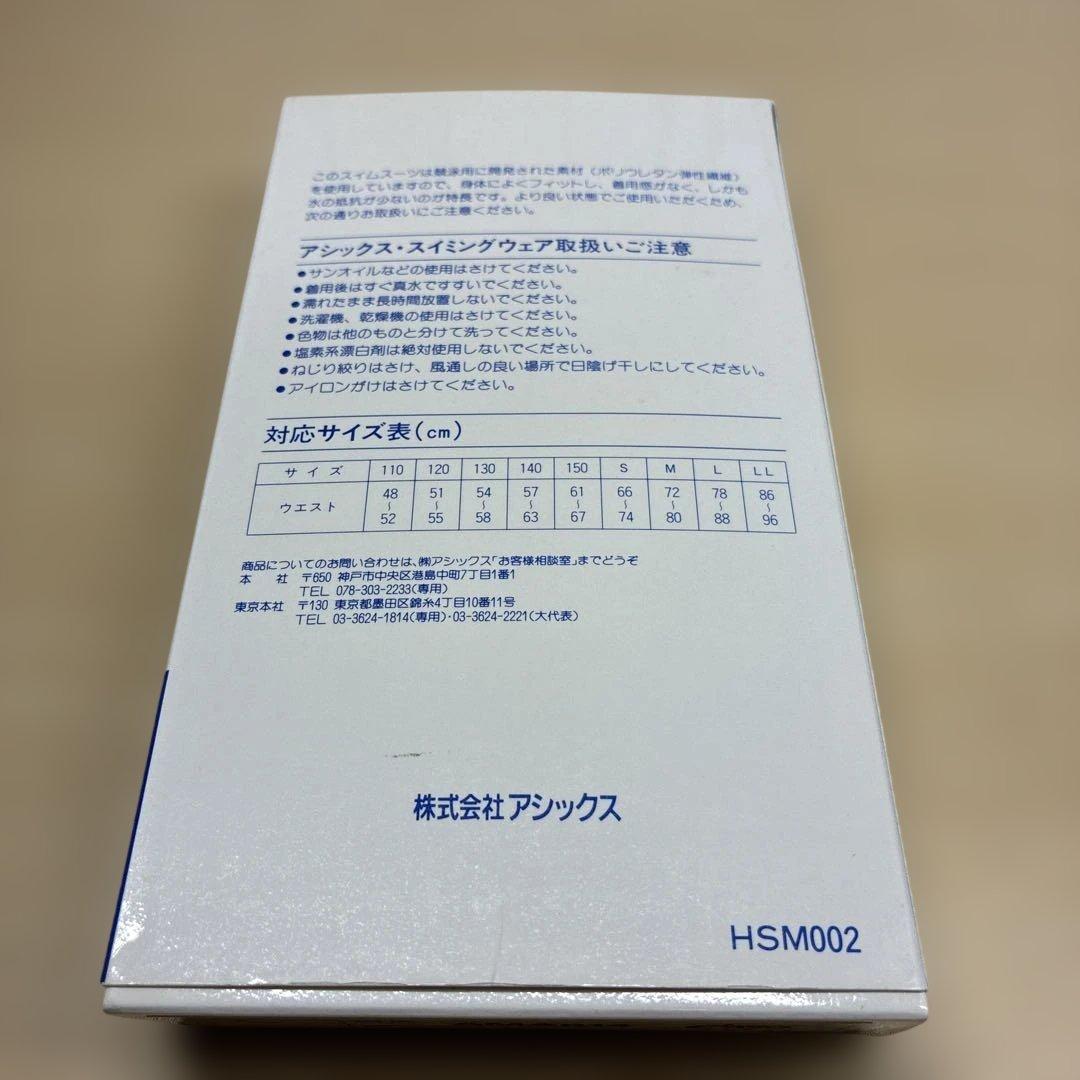 このスイムスーツは競泳用に開発された素材（ポリウレタン弾性繊維）
を使用していますので、身体によくフィットし、着用感がなく、しかも
水の抵抗が少ないのが特長です。より良い状態でご使用いただくため、
次の通りお取扱いにご注意ください。
アシックス・スイミングウェア取扱いご注意
●サンオイルなどの使用はさけてください。
●着用後はすぐ真水ですすいでください。
●濡れたまま長時間放置しないでください。
●洗濯機、乾燥機の使用はさけてください。
●色物は他のものと分けて洗ってください。
●塩素系漂白剤は絶対使用しないでください。
●ねじり絞りはさけ、風通しの良い場所で日陰げ干しにしてください。
●アイロンがけはさけてください。
対応サイズ表(cm)
サイズ 110 120 130 140 150 S M L LL
ウエスト 48〜52 51〜55 54〜58 57〜63 61〜67 66〜74 72〜80 78〜88 86〜96
商品についてのお問い合わせは、㈱アシックス「お客様相談室」までどうぞ
本社 〒650 神戸市中央区港島中町7丁目1番1
TEL 078-303-2233(専用)
東京本社 〒130 東京都墨田区錦糸4丁目10番11号
TEL 03-3624-1814(専用)・03-3624-2221(大代表)
株式会社アシックス
HSM002